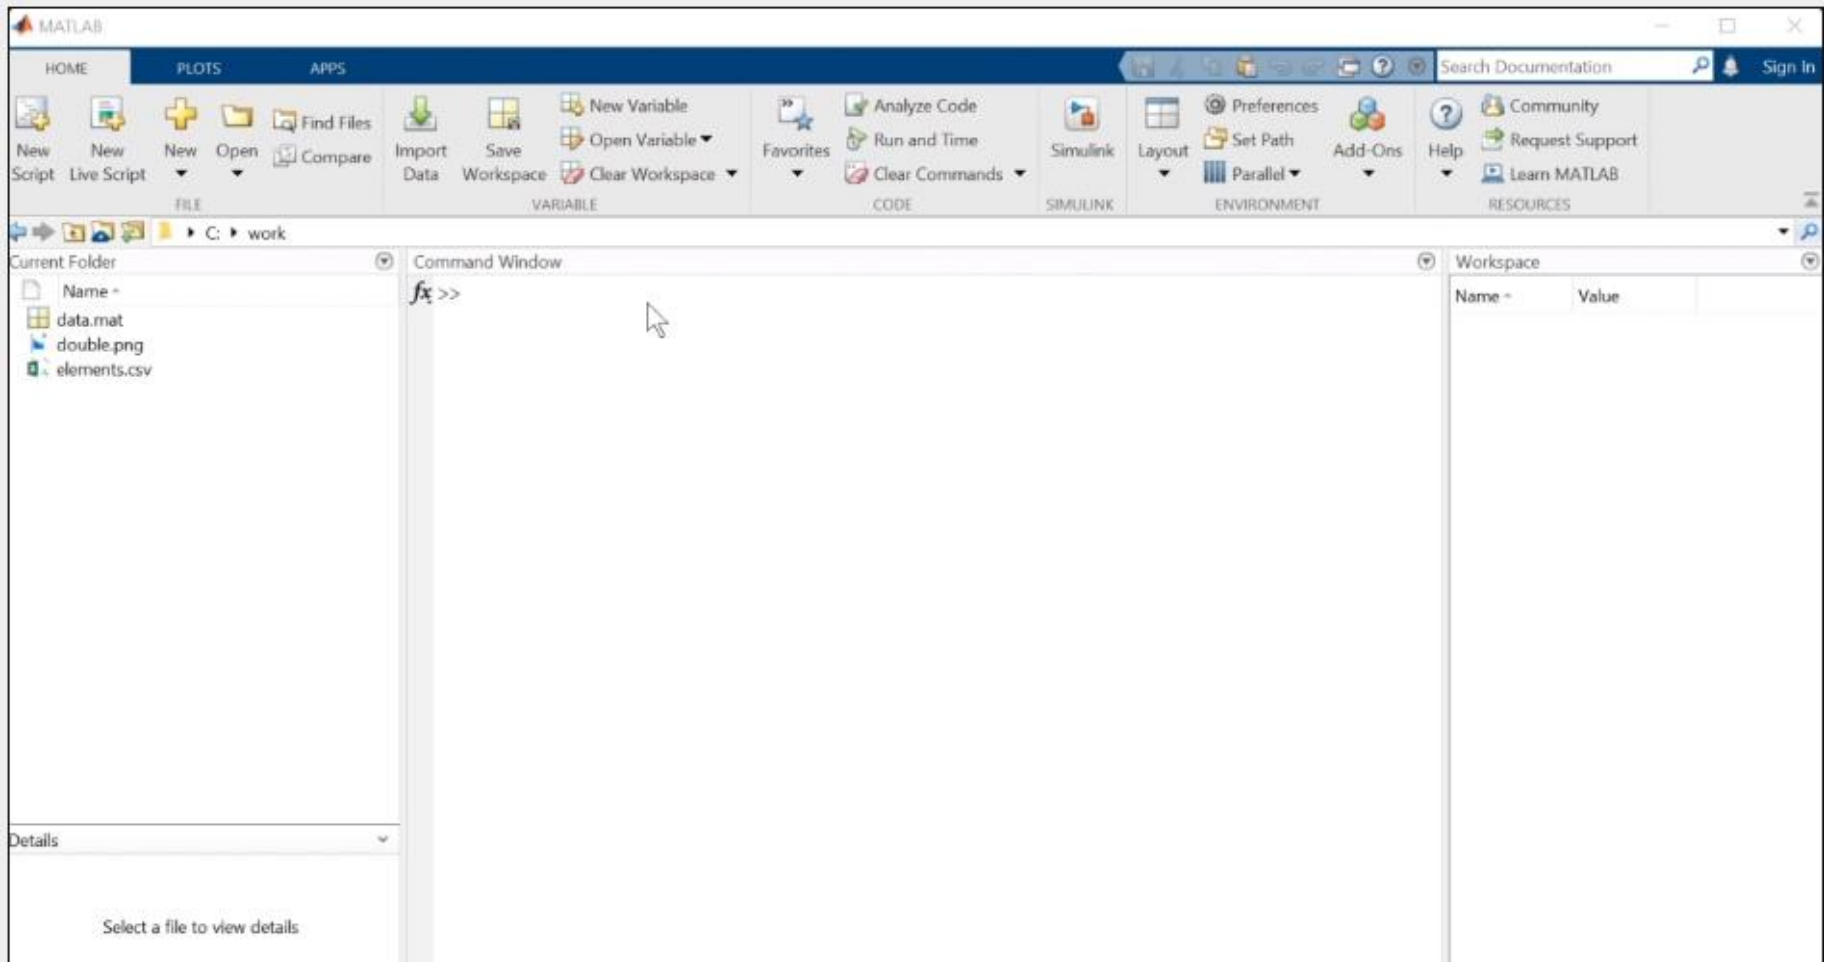 MATLAB
HOME PLOTS APPS Search Documentation Sign In
New Script
New Live Script
New
Open
Find Files
Compare
FILE
Import Data
Save Workspace
New Variable
Open Variable
Clear Workspace
VARIABLE
Favorites
Analyze Code
Run and Time
Clear Commands
CODE
Simulink
SIMULINK
Layout
Preferences
Set Path
Parallel
Add-Ons
ENVIRONMENT
Help
Community
Request Support
Learn MATLAB
RESOURCES
C: work
Current Folder
Name
data.mat
double.png
elements.csv
Details
Select a file to view details
Command Window
fx >>
Workspace
Name Value